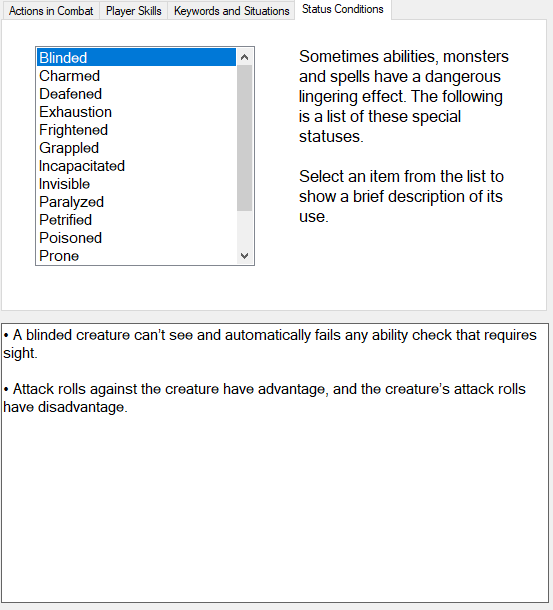 Actions in Combat
Player Skills
Keywords and Situations
Status Conditions
Blinded
Charmed
Deafened
Exhaustion
Frightened
Grappled
Incapacitated
Invisible
Paralyzed
Petrified
Poisoned
Prone
Sometimes abilities, monsters
and spells have a dangerous
lingering effect. The following
is a list of these special
statuses.
Select an item from the list to
show a brief description of its
use.
• A blinded creature can’t see and automatically fails any ability check that requires
sight.
• Attack rolls against the creature have advantage, and the creature’s attack rolls
have disadvantage.